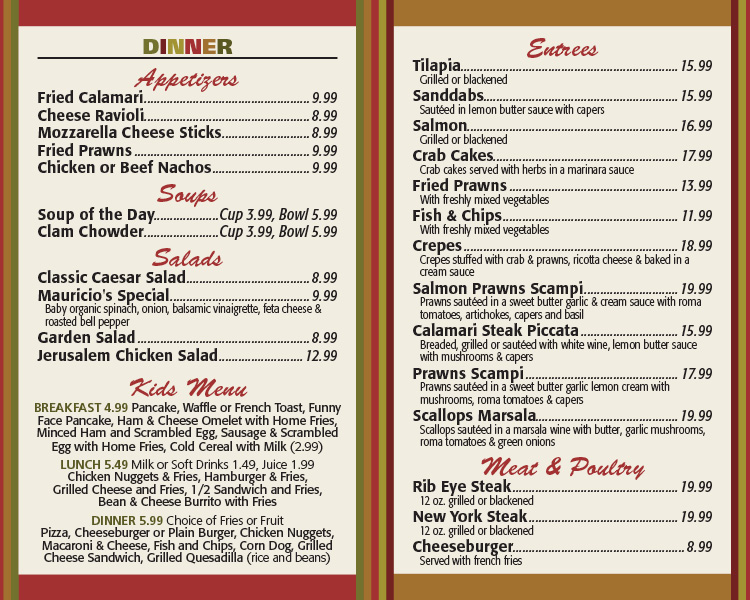 DINNER
Appetizers
Fried Calamari 9.99
Cheese Ravioli 8.99
Mozzarella Cheese Sticks 8.99
Fried Prawns 9.99
Chicken or Beef Nachos 9.99
Soups
Soup of the Day Cup 3.99, Bowl 5.99
Clam Chowder Cup 3.99, Bowl 5.99
Salads
Classic Caesar Salad 8.99
Mauricio's Special 9.99
Baby organic spinach, onion, balsamic vinaigrette, feta cheese &
roasted bell pepper
Garden Salad 8.99
Jerusalem Chicken Salad 12.99
Kids Menu
BREAKFAST 4.99 Pancake, Waffle or French Toast, Funny
Face Pancake, Ham & Cheese Omelet with Home Fries,
Minced Ham and Scrambled Egg, Sausage & Scrambled
Egg with Home Fries, Cold Cereal with Milk (2.99)
LUNCH 5.49 Milk or Soft Drinks 1.49, Juice 1.99
Chicken Nuggets & Fries, Hamburger & Fries,
Grilled Cheese and Fries, 1/2 Sandwich and Fries,
Bean & Cheese Burrito with Fries
DINNER 5.99 Choice of Fries or Fruit
Pizza, Cheeseburger or Plain Burger, Chicken Nuggets,
Macaroni & Cheese, Fish and Chips, Corn Dog, Grilled
Cheese Sandwich, Grilled Quesadilla (rice and beans)
Entrees
Tilapia 15.99
Grilled or blackened
Sanddabs 15.99
Sautéed in lemon butter sauce with capers
Salmon 16.99
Grilled or blackened
Crab Cakes 17.99
Crab cakes served with herbs in a marinara sauce
Fried Prawns 13.99
With freshly mixed vegetables
Fish & Chips 11.99
With freshly mixed vegetables
Crepes 18.99
Crepes stuffed with crab & prawns, ricotta cheese & baked in a
cream sauce
Salmon Prawns Scampi 19.99
Prawns sautéed in a sweet butter garlic & cream sauce with roma
tomatoes, artichokes, capers and basil
Calamari Steak Piccata 15.99
Breaded, grilled or sautéed with white wine, lemon butter sauce
with mushrooms & capers
Prawns Scampi 17.99
Prawns sautéed in a sweet butter garlic lemon cream with
mushrooms, roma tomatoes & capers
Scallops Marsala 19.99
Scallops sautéed in a marsala wine with butter, garlic mushrooms,
roma tomatoes & green onions
Meat & Poultry
Rib Eye Steak 19.99
12 oz. grilled or blackened
New York Steak 19.99
12 oz. grilled or blackened
Cheeseburger 8.99
Served with french fries